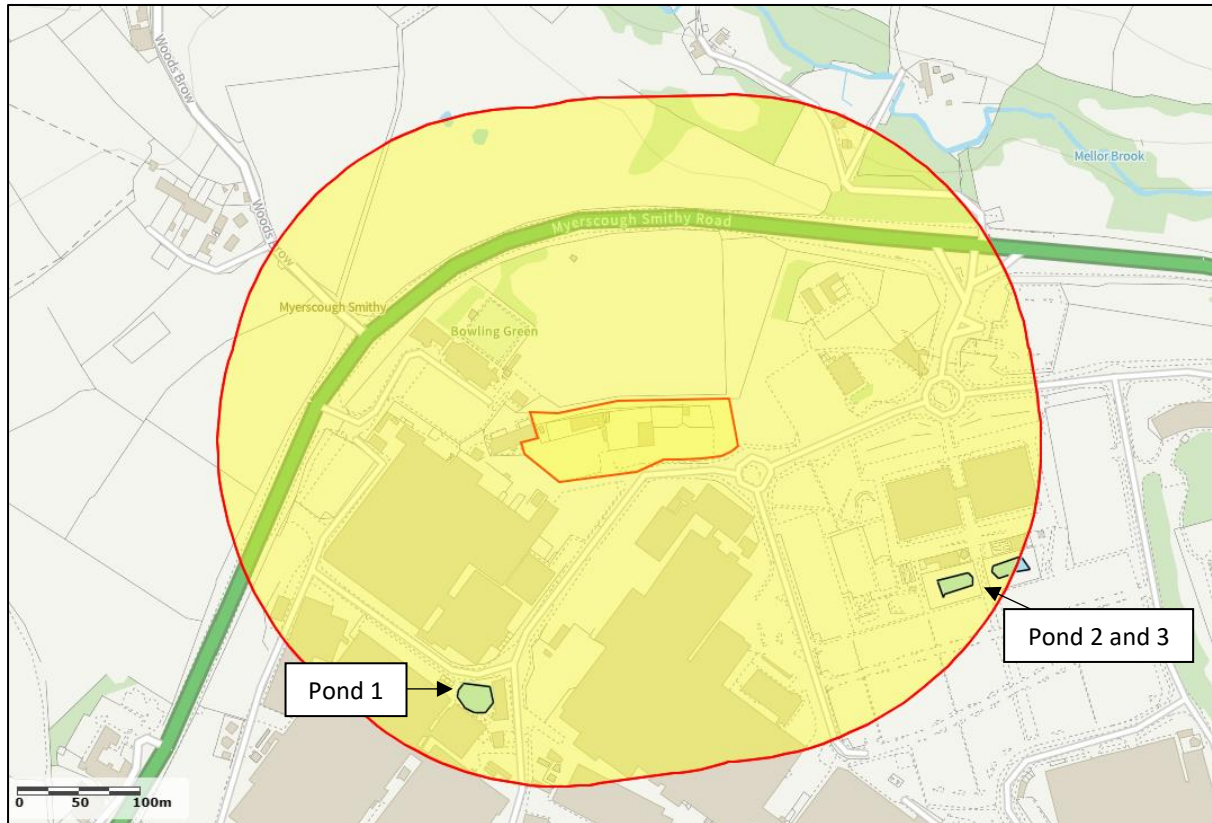 Woods Brow
Mellor Brook
Woods Brow
Myerscough Smithy Road
Myerscough Smithy
Bowling Green
Pond 2 and 3
Pond 1
0 50 100m